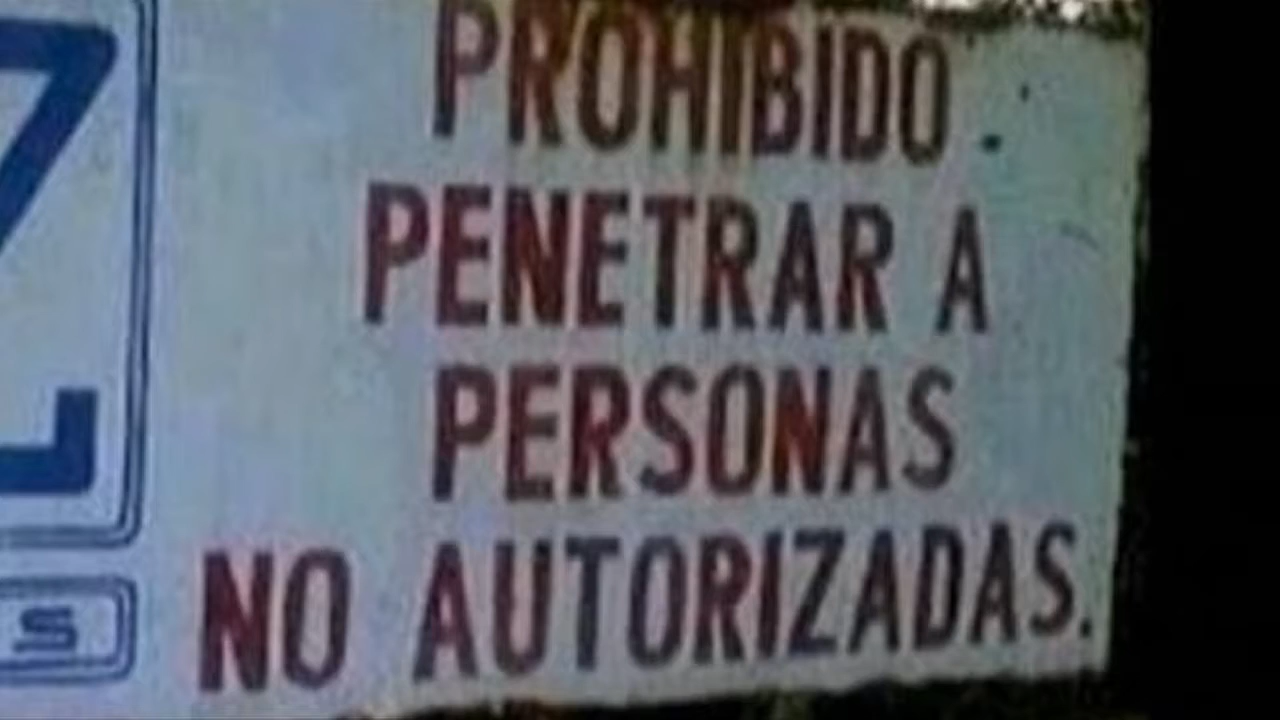 Z
PROHIBIDO
PENETRAR A
PERSONAS
NO AUTORIZADAS.
S